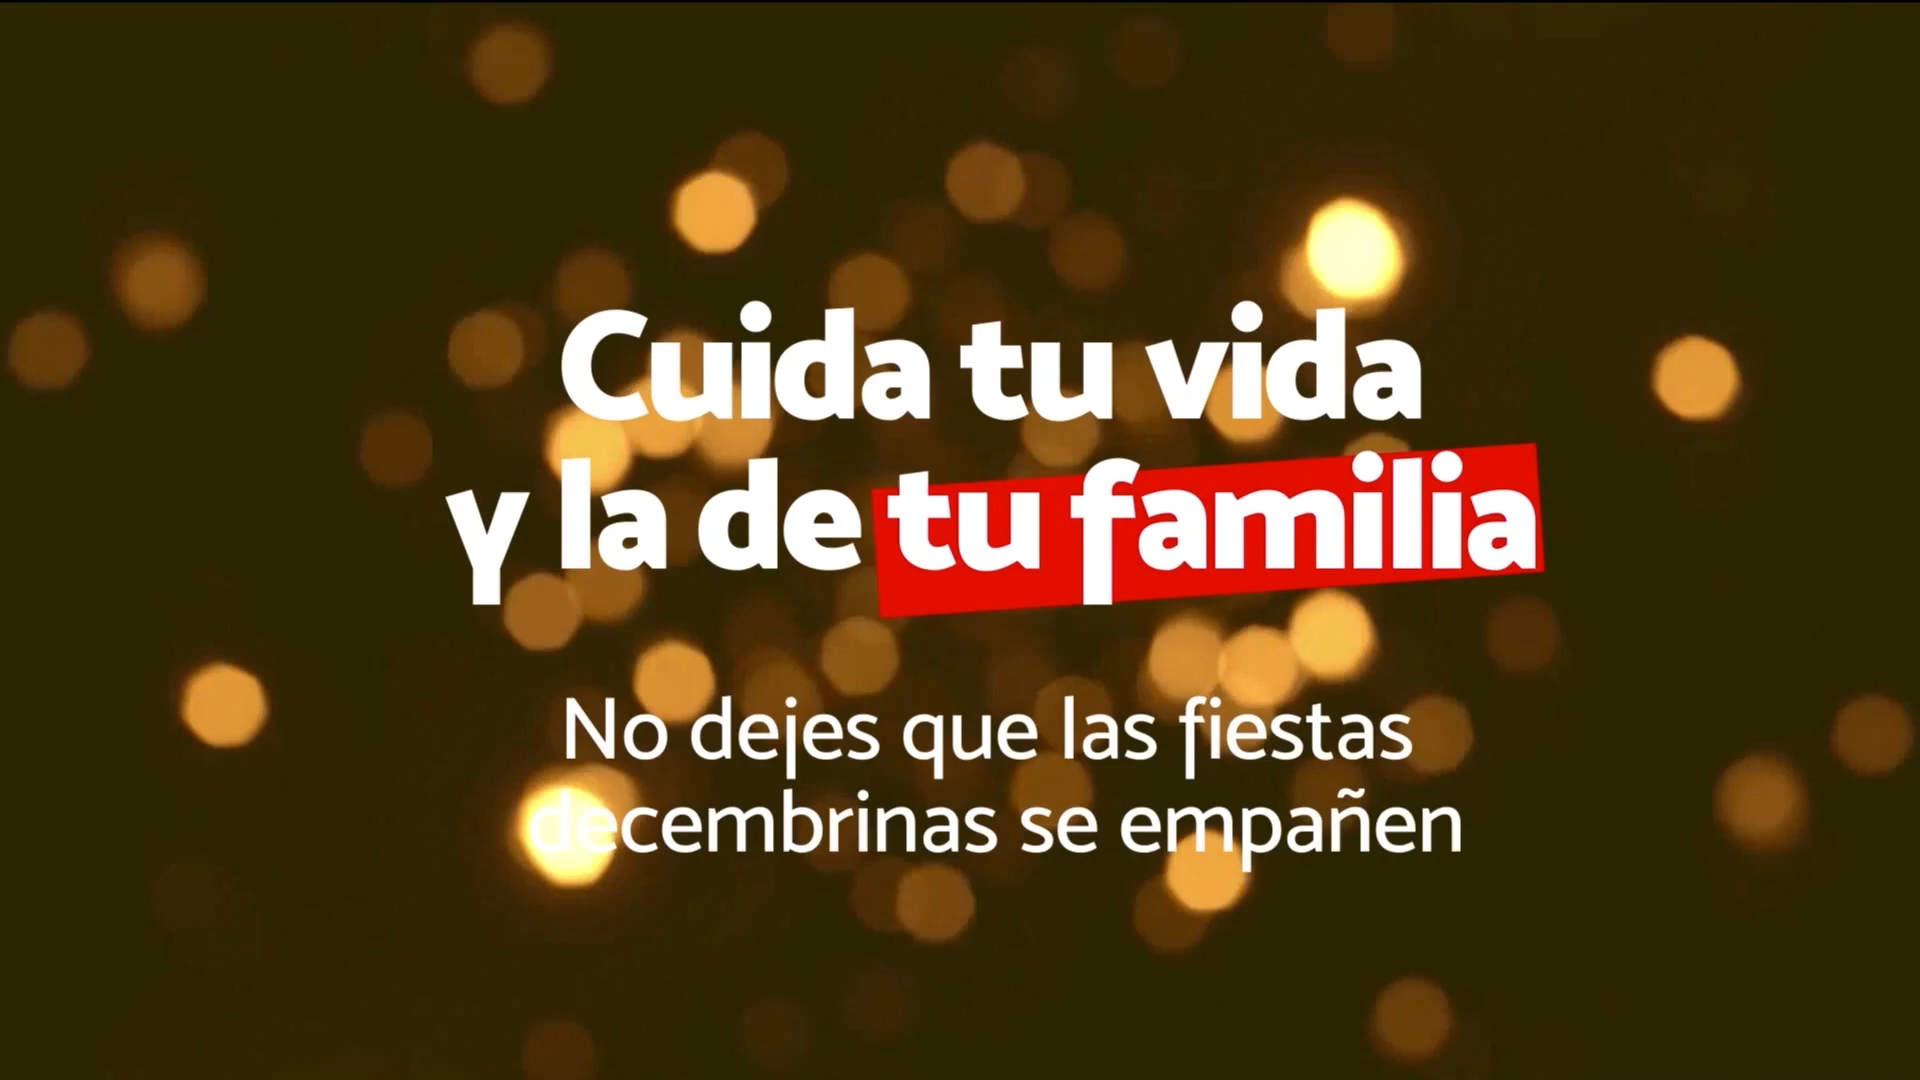 Cuida tu vida
y la de tu familia
No dejes que las fiestas
decembrinas se empañen